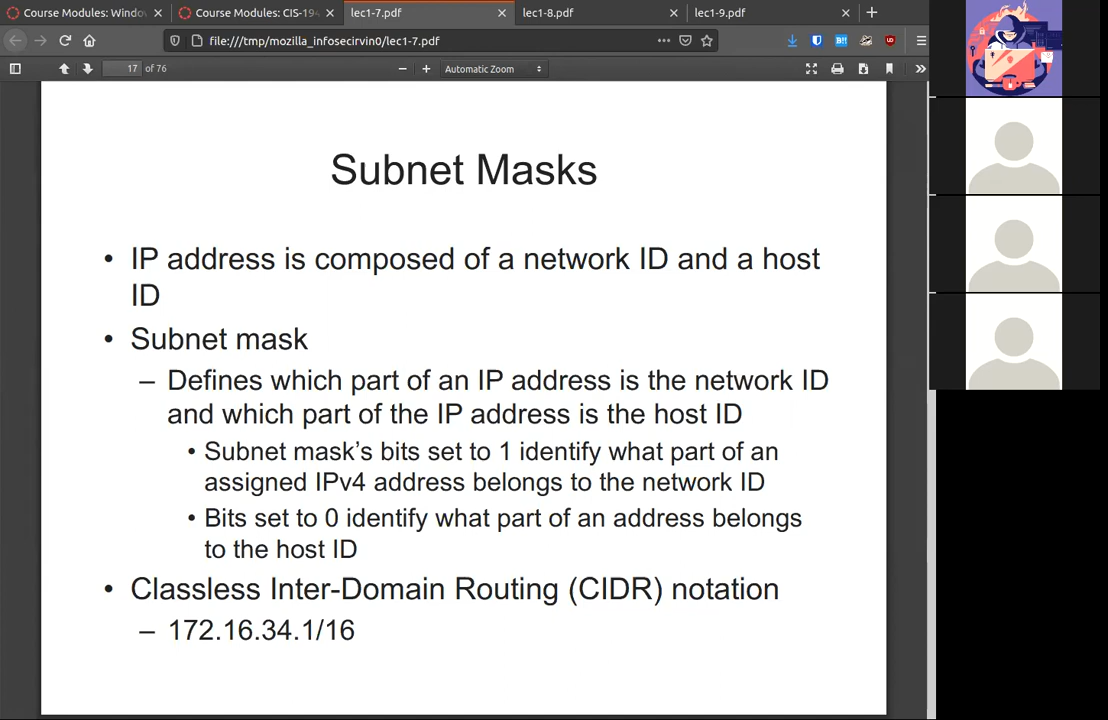 Course Modules: Windo
Course Modules: CIS-194
lec1-7.pdf
lec1-8.pdf
lec1-9.pdf
file:///tmp/mozilla_infosecirvin0/lec1-7.pdf
17 of 76
Automatic Zoom
Subnet Masks
• IP address is composed of a network ID and a host
ID
• Subnet mask
– Defines which part of an IP address is the network ID
and which part of the IP address is the host ID
• Subnet mask's bits set to 1 identify what part of an
assigned IPv4 address belongs to the network ID
• Bits set to 0 identify what part of an address belongs
to the host ID
• Classless Inter-Domain Routing (CIDR) notation
– 172.16.34.1/16